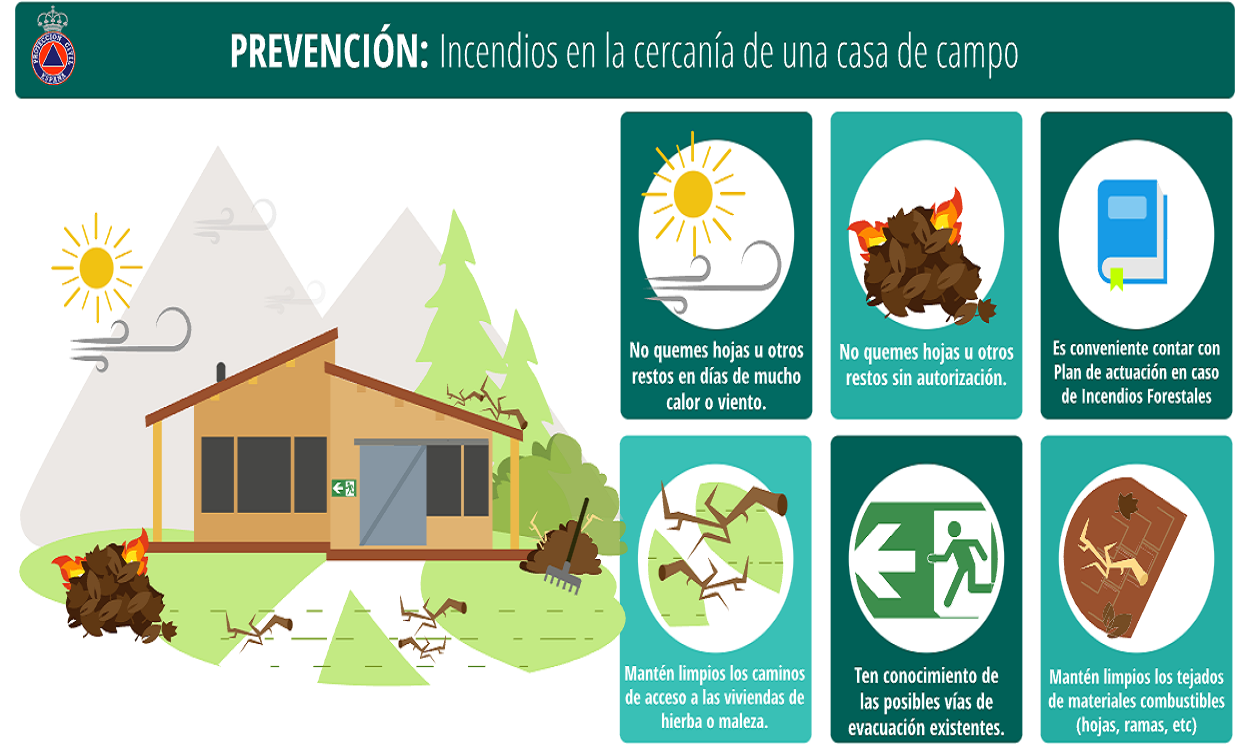 PROTECCIÓN CIVIL
ESPAÑA
PREVENCIÓN: Incendios en la cercanía de una casa de campo
No quemes hojas u otros
restos en días de mucho
calor o viento.
No quemes hojas u otros
restos sin autorización.
Es conveniente contar con
Plan de actuación en caso
de Incendios Forestales
Mantén limpios los caminos
de acceso a las viviendas de
hierba o maleza.
Ten conocimiento de
las posibles vías de
evacuación existentes.
Mantén limpios los tejados
de materiales combustibles
(hojas, ramas, etc)